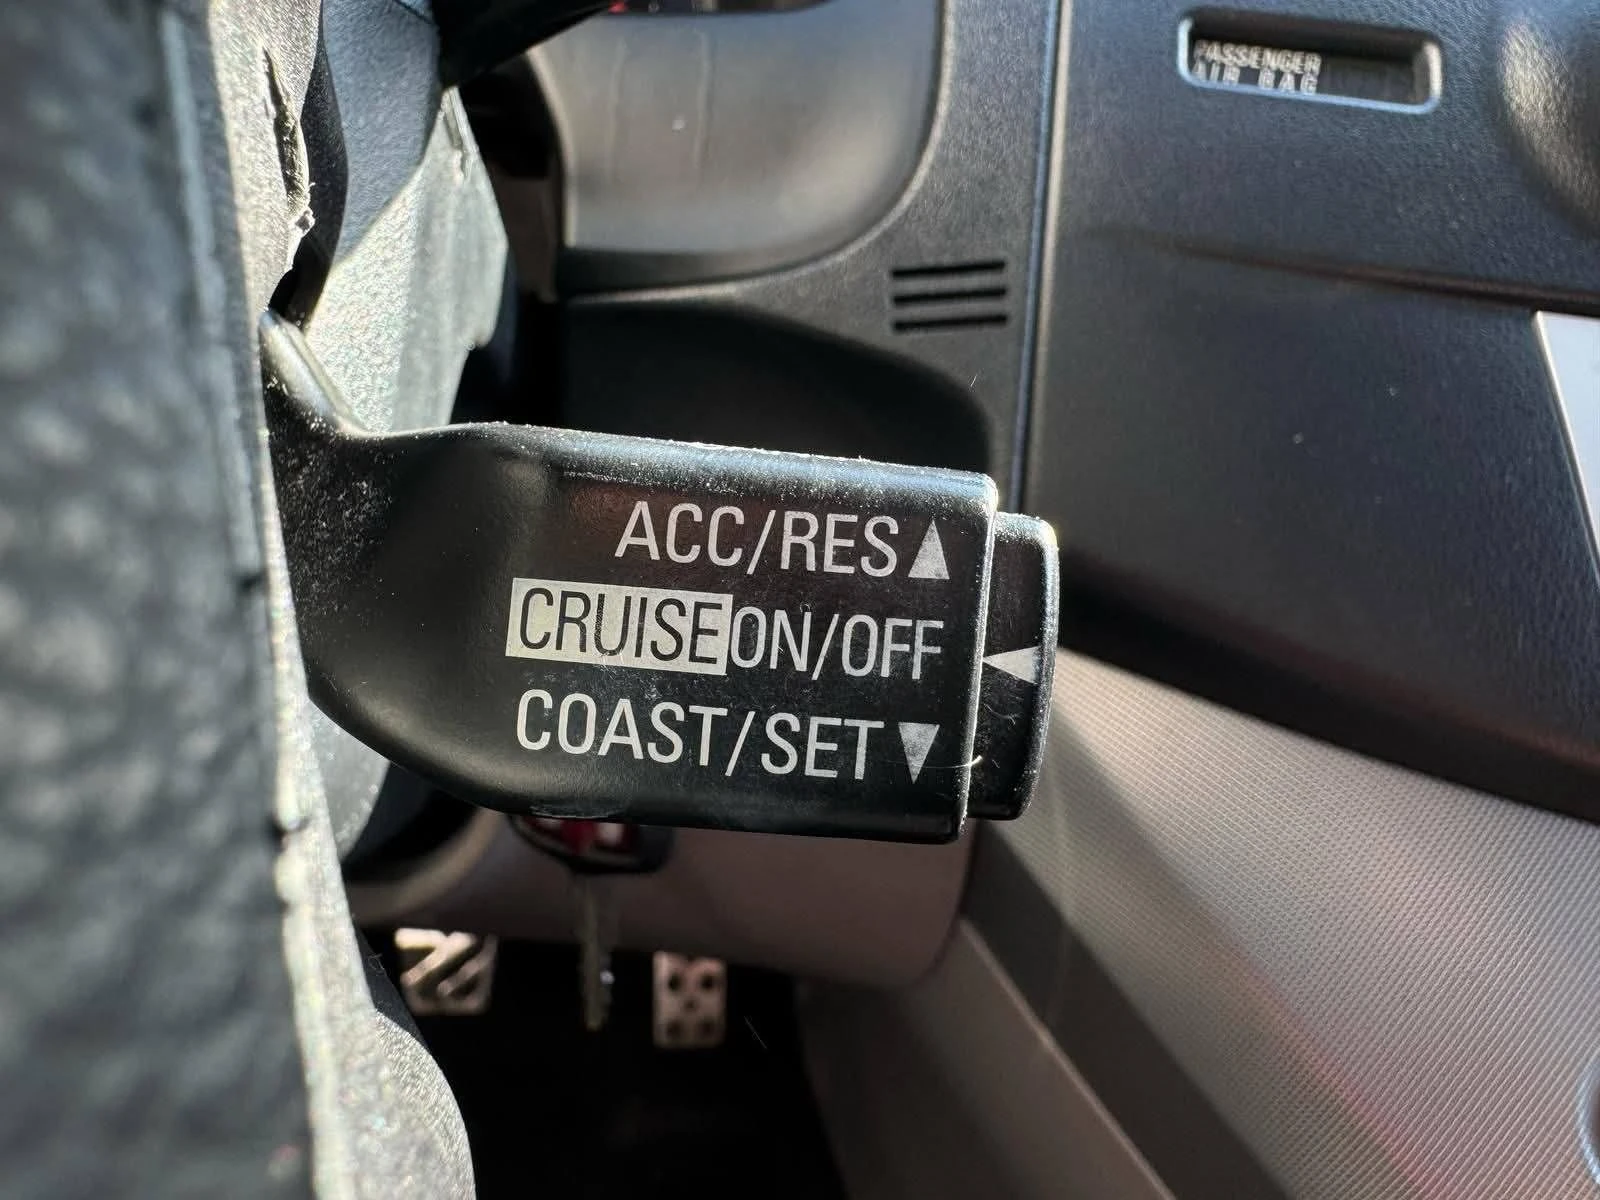 PASSENGER
AIR BAG
ACC/RES▲
CRUISE ON/OFF
COAST/SET▼